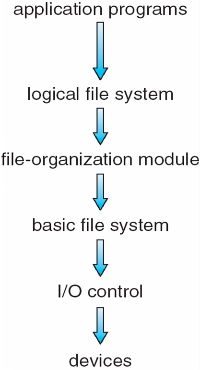 application programs
logical file system
file-organization module
basic file system
I/O control
devices